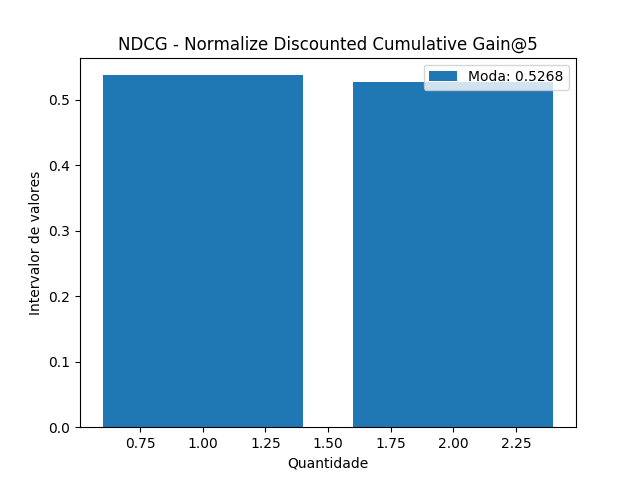 NDCG - Normalize Discounted Cumulative Gain@5
Moda: 0.5268
Intervalor de valores
0.5
0.4
0.3
0.2
0.1
0.0
0.75 1.00 1.25 1.50 1.75 2.00 2.25
Quantidade